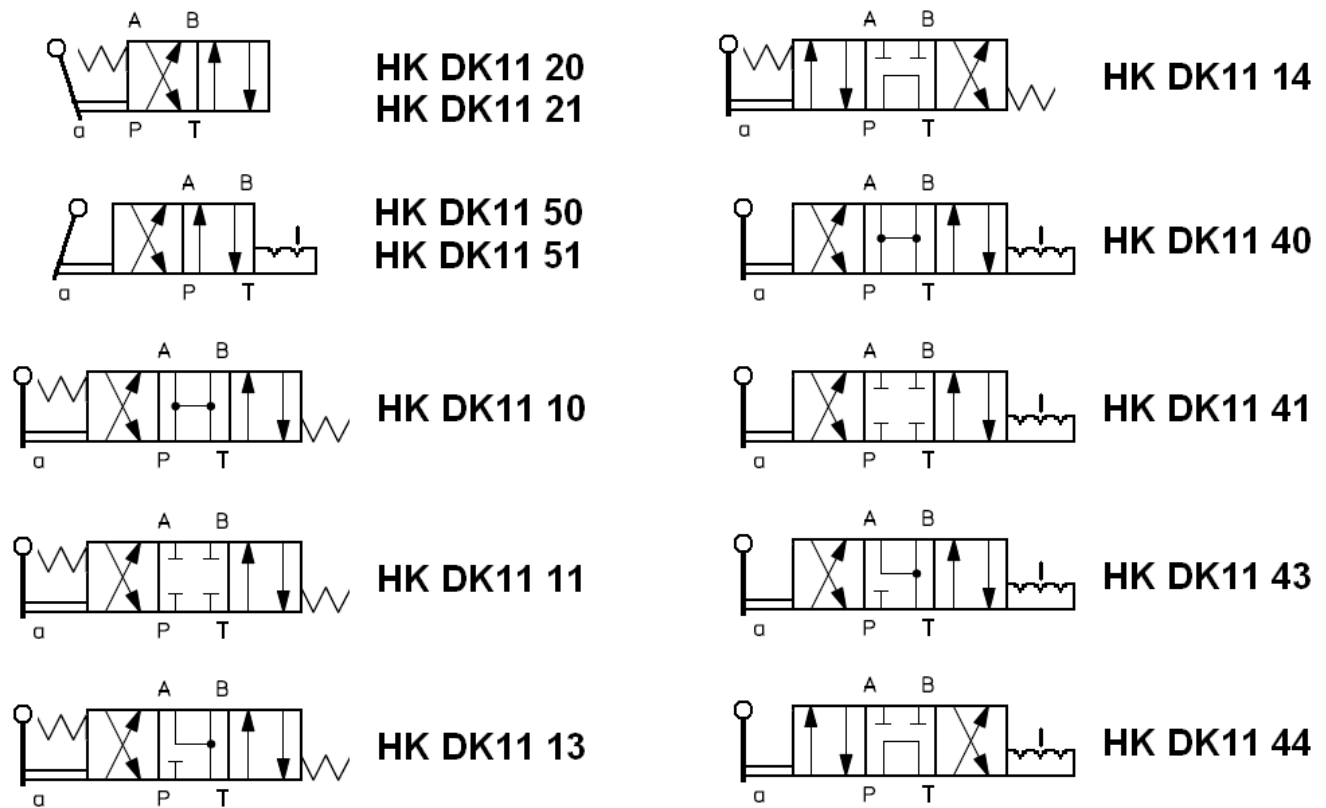 A B
HK DK11 20
HK DK11 21
a P T
A B
HK DK11 50
HK DK11 51
a P T
A B
HK DK11 10
a P T
A B
HK DK11 11
a P T
A B
HK DK11 13
a P T
A B
HK DK11 14
a P T
A B
HK DK11 40
a P T
A B
HK DK11 41
a P T
A B
HK DK11 43
a P T
A B
HK DK11 44
a P T